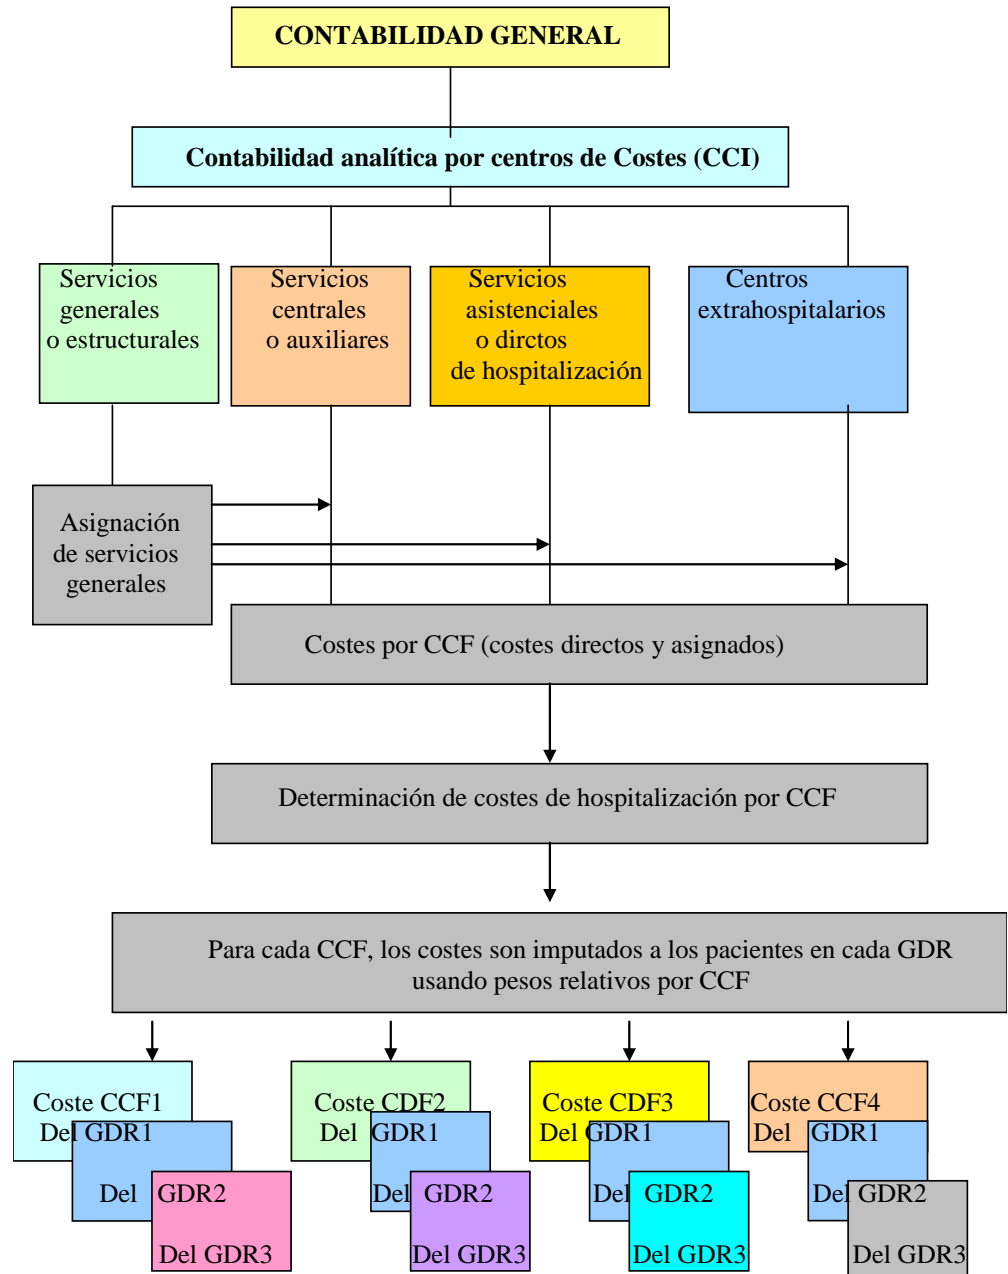 CONTABILIDAD GENERAL
Contabilidad analítica por centros de Costes (CCI)
Servicios
generales
o estructurales
Servicios
centrales
o auxiliares
Servicios
asistenciales
o dirctos
de hospitalización
Centros
extrahospitalarios
Asignación
de servicios
generales
Costes por CCF (costes directos y asignados)
Determinación de costes de hospitalización por CCF
Para cada CCF, los costes son imputados a los pacientes en cada GDR
usando pesos relativos por CCF
Coste CCF1
Del GDR1
Del GDR2
Del GDR3
Coste CDF2
Del GDR1
Del GDR2
Del GDR3
Coste CDF3
Del GDR1
Del GDR2
Del GDR3
Coste CCF4
Del GDR1
Del GDR2
Del GDR3